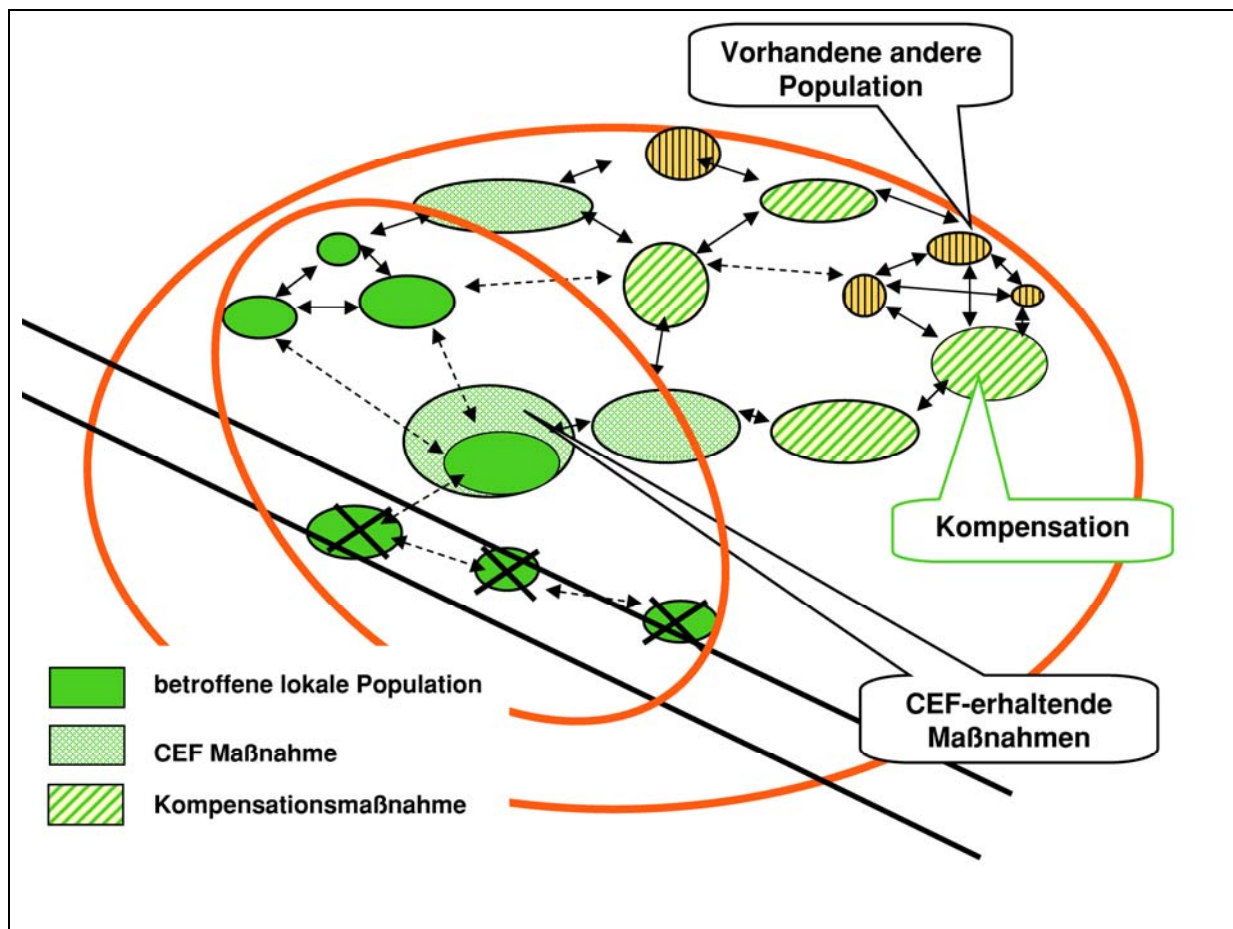 Vorhandene andere
Population
Kompensation
CEF-erhaltende
Maßnahmen
betroffene lokale Population
CEF Maßnahme
Kompensationsmaßnahme